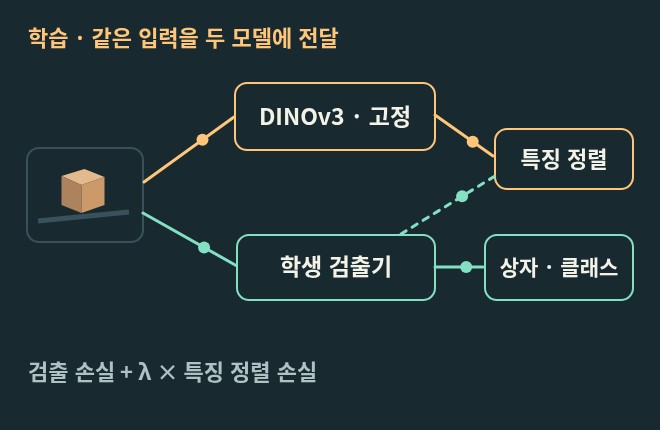 학습 · 같은 입력을 두 모델에 전달
DINOv3 · 고정
특징 정렬
학생 검출기
상자 · 클래스
검출 손실 + λ × 특징 정렬 손실